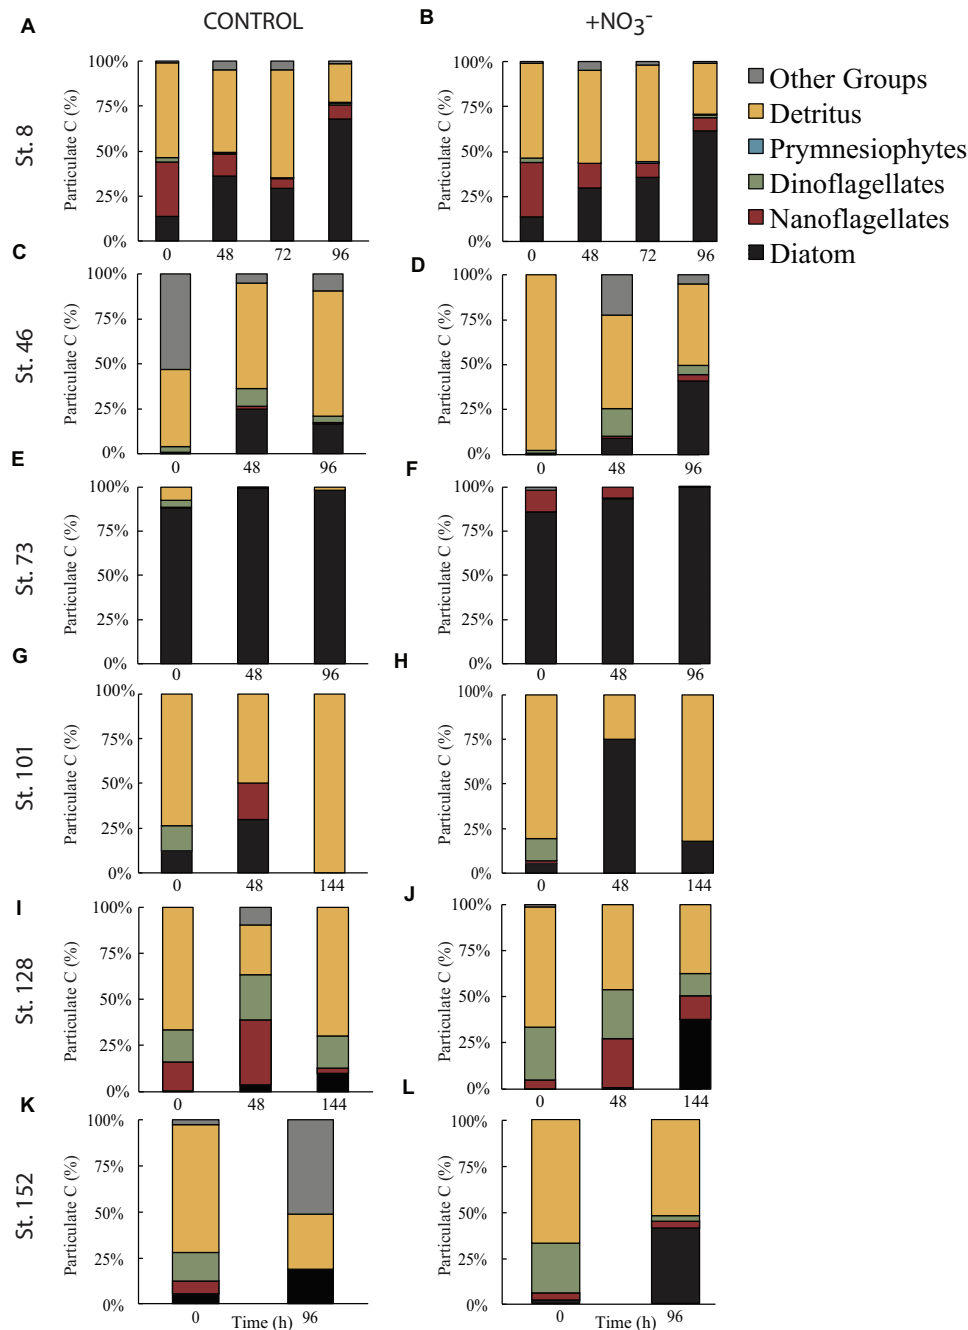 CONTROL
+NO3-
A
St. 8
Particulate C (%)
100%
75%
50%
25%
0%
0 48 72 96
B
Particulate C (%)
100%
75%
50%
25%
0%
0 48 72 96
Other Groups
Detritus
Prymnesiophytes
Dinoflagellates
Nanoflagellates
Diatom
C
St. 46
Particulate C (%)
100%
75%
50%
25%
0%
0 48 96
D
Particulate C (%)
100%
75%
50%
25%
0%
0 48 96
E
St. 73
Particulate C (%)
100%
75%
50%
25%
0%
0 48 96
F
Particulate C (%)
100%
75%
50%
25%
0%
0 48 96
G
St. 101
Particulate C (%)
100%
75%
50%
25%
0%
0 48 144
H
Particulate C (%)
100%
75%
50%
25%
0%
0 48 144
I
St. 128
Particulate C (%)
100%
75%
50%
25%
0%
0 48 144
J
Particulate C (%)
100%
75%
50%
25%
0%
0 48 144
K
St. 152
Particulate C (%)
100%
75%
50%
25%
0%
0 96
Time (h)
L
Particulate C (%)
100%
75%
50%
25%
0%
0 96
Time (h)